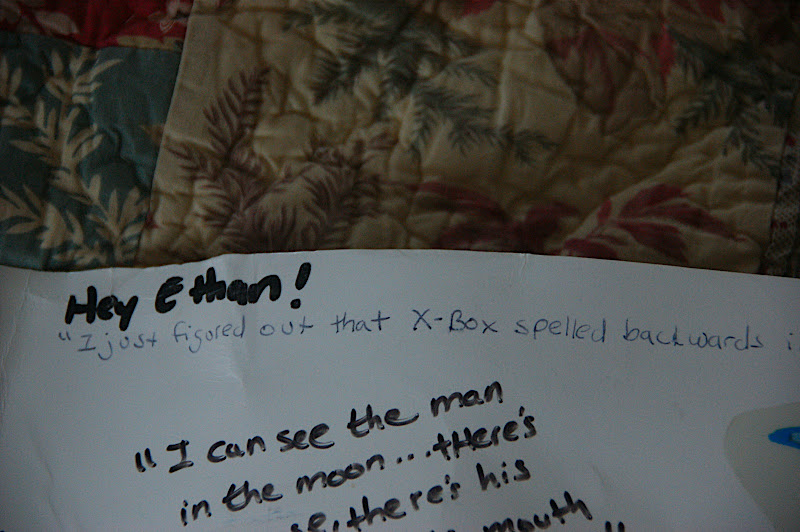 Hey Ethan!
"I just figured out that X-Box spelled backwards
"I can see the man
in the moon...there's
there's his
mouth"